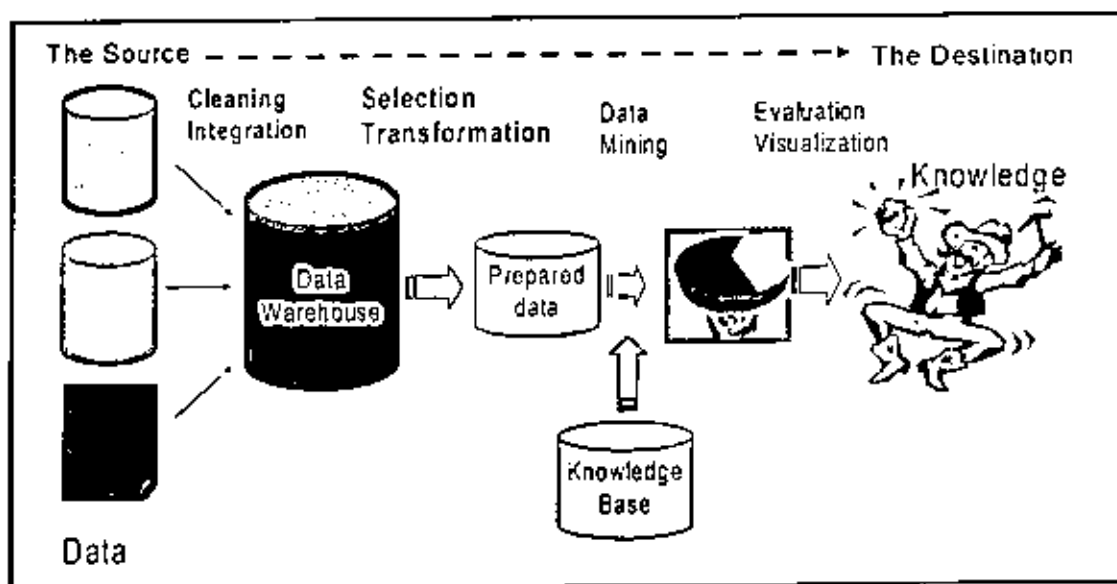 The Source
The Destination
Cleaning
Integration
Selection
Transformation
Data
Mining
Evaluation
Visualization
Knowledge
Data
Warehouse
Prepared
data
Knowledge
Base
Data